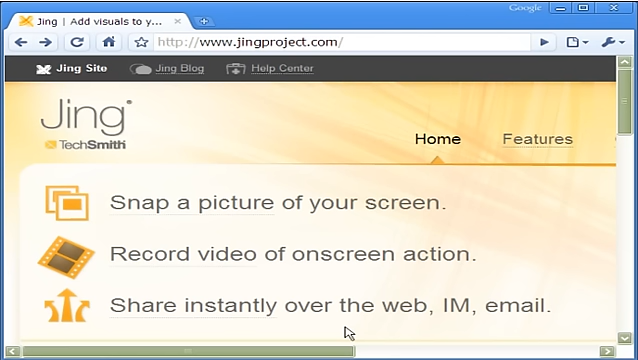 Google
Jing | Add visuals to y...
http://www.jingproject.com/
Jing Site
Jing Blog
Help Center
Jing
TechSmith
Home
Features
Snap a picture of your screen.
Record video of onscreen action.
Share instantly over the web, IM, email.